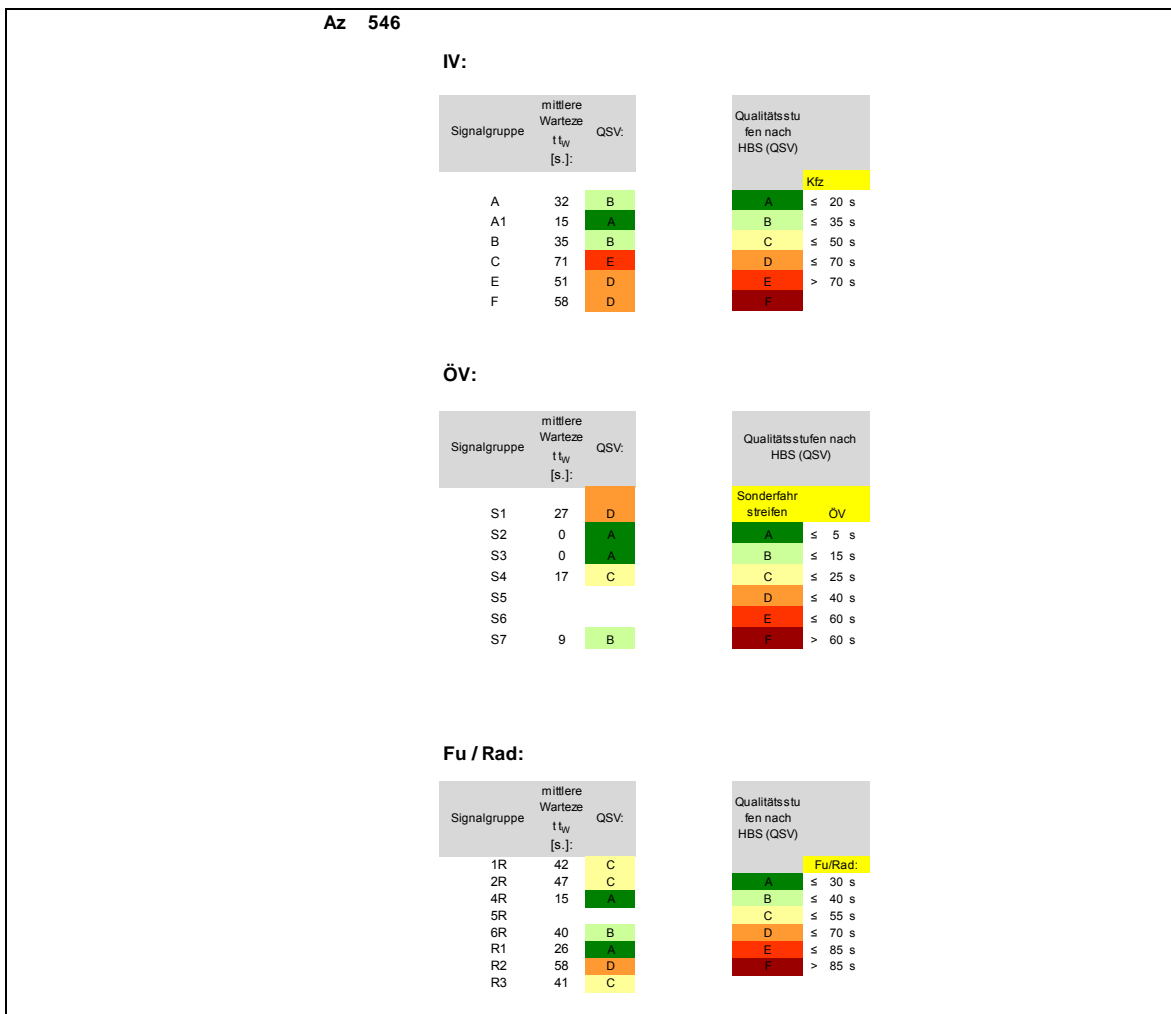 Az 546
IV:
Signalgruppe mittlere Warteze t t_W [s.]: QSV:
Qualitätsstu
fen nach
HBS (QSV)
Kfz
A 32 B
A1 15 A
B 35 B
C 71 E
E 51 D
F 58 D
A ≤ 20 s
B ≤ 35 s
C ≤ 50 s
D ≤ 70 s
E > 70 s
F
ÖV:
Signalgruppe mittlere Warteze t t_W [s.]: QSV:
Qualitätsstufen nach
HBS (QSV)
Sonderfahr
streifen ÖV
S1 27 D
S2 0 A
S3 0 A
S4 17 C
S5
S6
S7 9 B
A ≤ 5 s
B ≤ 15 s
C ≤ 25 s
D ≤ 40 s
E ≤ 60 s
F > 60 s
Fu / Rad:
Signalgruppe mittlere Warteze t t_W [s.]: QSV:
Qualitätsstu
fen nach
HBS (QSV)
Fu/Rad:
1R 42 C
2R 47 C
4R 15 A
5R
6R 40 B
R1 26 A
R2 58 D
R3 41 C
A ≤ 30 s
B ≤ 40 s
C ≤ 55 s
D ≤ 70 s
E ≤ 85 s
F > 85 s